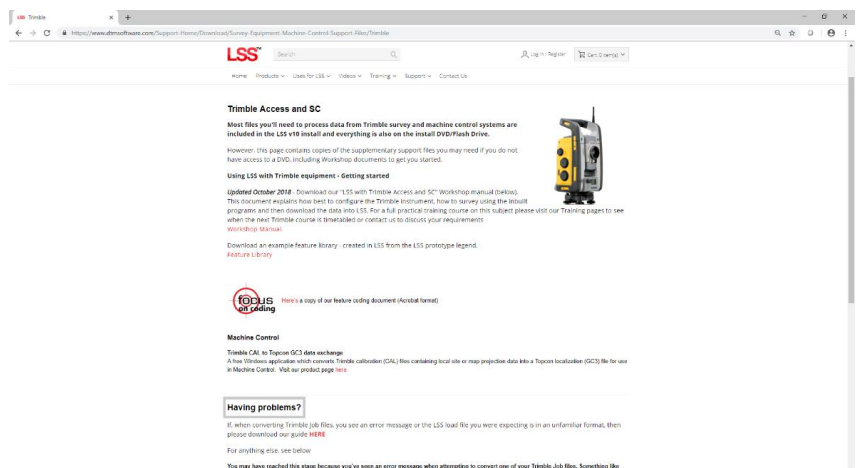 LSS Trimble
https://www.dtmsoftware.com/Support-Home/Download/Survey-Equipment-Machine-Control-Support-Files/Trimble
LSS™ Search Log In / Register Cart: 0 item(s)
Home Products Uses for LSS Videos Training Support Contact Us
Trimble Access and SC
Most files you'll need to process data from Trimble survey and machine control systems are
included in the LSS v10 install and everything is also on the install DVD/Flash Drive.
However, this page contains copies of the supplementary support files you may need if you do not
have access to a DVD, including Workshop documents to get you started.
Using LSS with Trimble equipment - Getting started
Updated October 2018 - Download our "LSS with Trimble Access and SC" Workshop manual (below).
This document explains how best to configure the Trimble Instrument, how to survey using the inbuilt
programs and then download the data into LSS. For a full practical training course on this subject please visit our Training pages to see
when the next Trimble course is timetabled or contact us to discuss your requirements
Workshop Manual
Download an example feature library - created in LSS from the LSS prototype legend.
Feature Library
focus
on coding
Here's a copy of our feature coding document (Acrobat format)
Machine Control
Trimble CAL to Topcon GC3 data exchange
A free Windows application which converts Trimble calibration (CAL) files containing local site or map projection data into a Topcon localization (GC3) file for use
in Machine Control. Visit our product page here
Having problems?
If, when converting Trimble Job files, you see an error message or the LSS load file you were expecting is in an unfamiliar format, then
please download our guide HERE
For anything else, see below
You may have reached this stage because you've seen an error message when attempting to convert one of your Trimble Job files. Something like